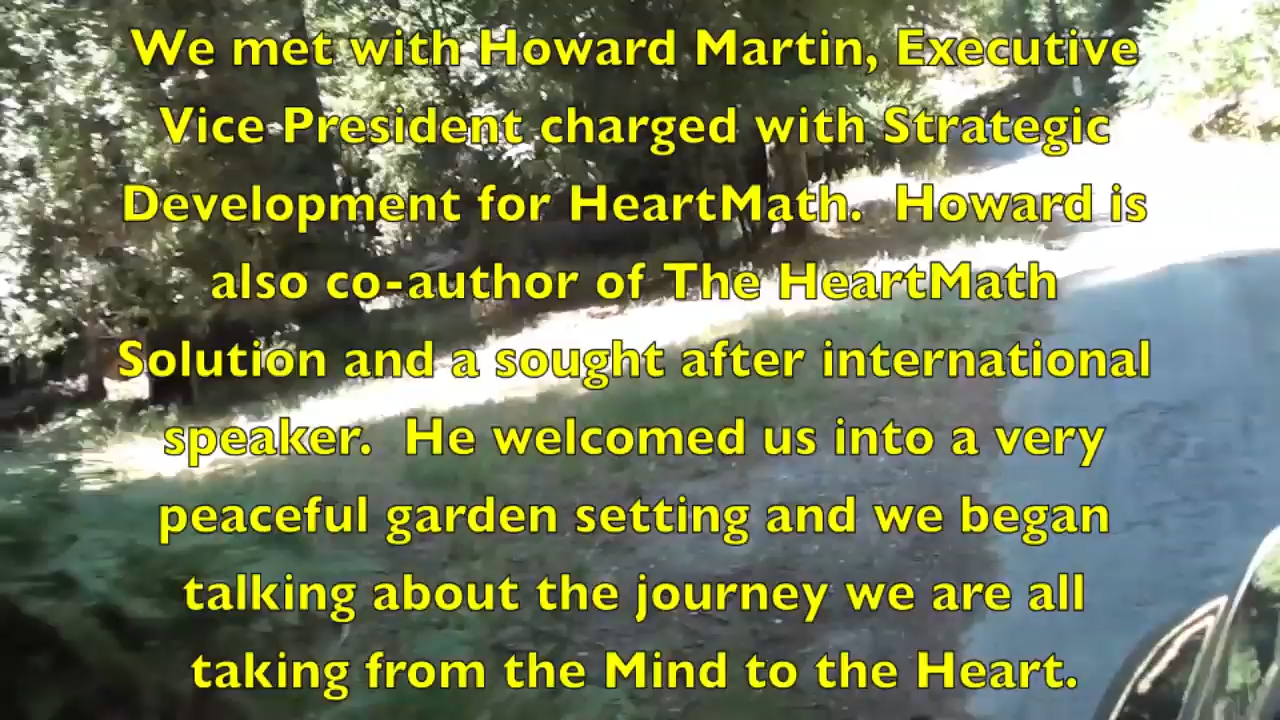 We met with Howard Martin, Executive
Vice President charged with Strategic
Development for HeartMath.  Howard is
also co-author of The HeartMath
Solution and a sought after international
speaker.  He welcomed us into a very
peaceful garden setting and we began
talking about the journey we are all
taking from the Mind to the Heart.